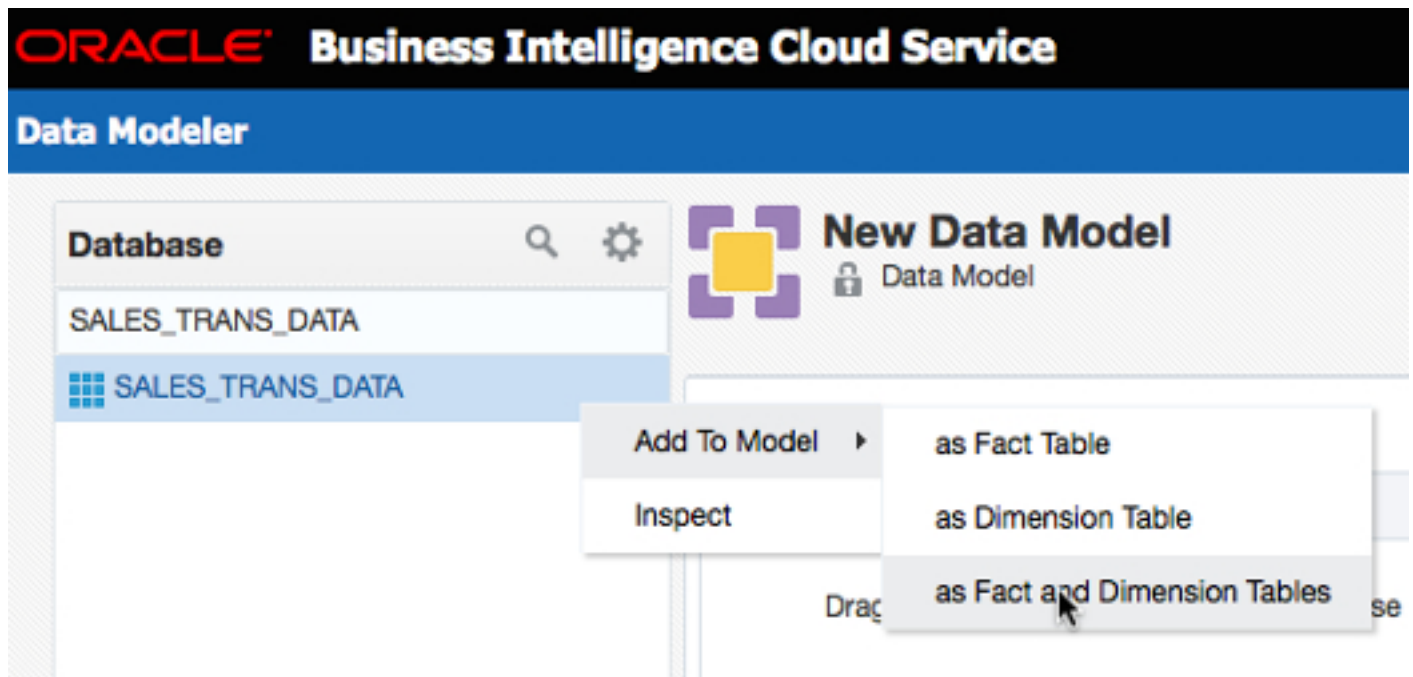 ORACLE Business Intelligence Cloud Service
Data Modeler
Database
New Data Model
Data Model
SALES_TRANS_DATA
SALES_TRANS_DATA
Add To Model
Inspect
as Fact Table
as Dimension Table
as Fact and Dimension Tables